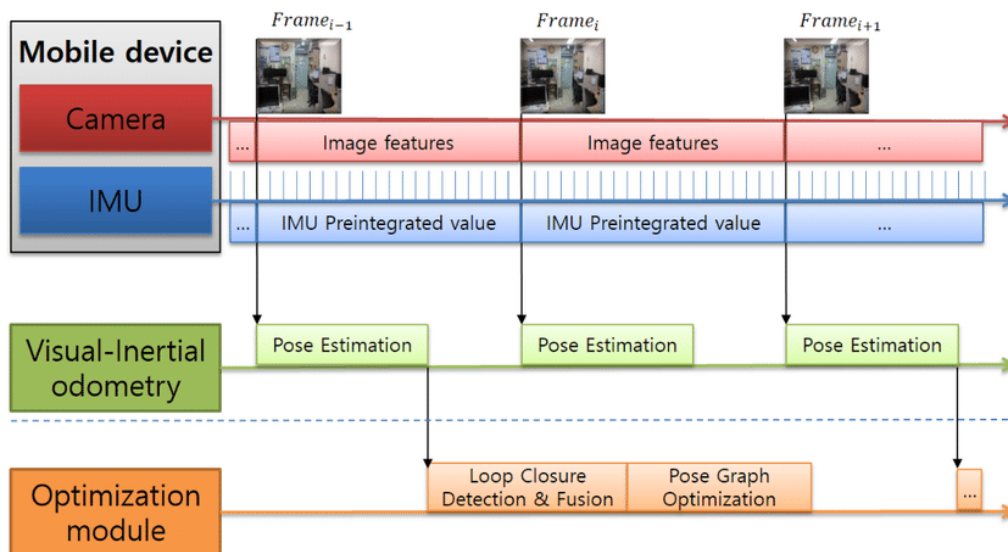 Frame_{i-1}
Frame_i
Frame_{i+1}
Mobile device
Camera
... Image features Image features ...
IMU
... IMU Preintegrated value IMU Preintegrated value ...
Visual-Inertial
odometry
Pose Estimation Pose Estimation Pose Estimation
Optimization
module
Loop Closure
Detection & Fusion
Pose Graph
Optimization
...